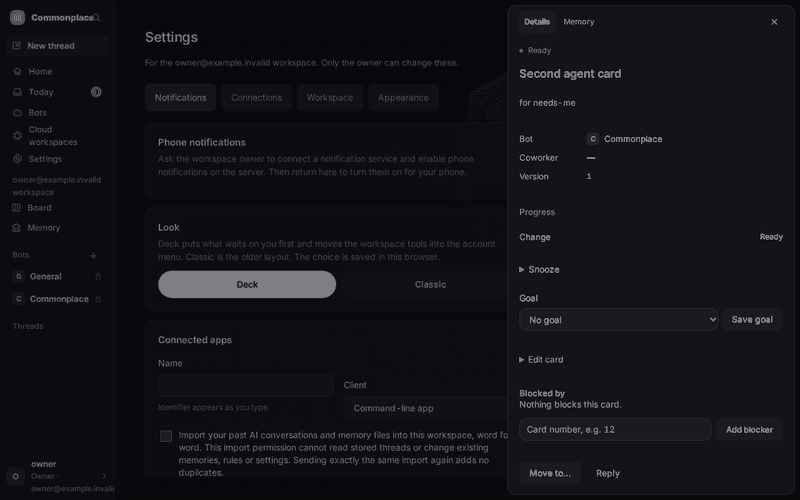 Commonplace
New thread
Home
Today
Bots
Cloud
workspaces
Settings
owner@example.invalid
workspace
Board
Memory
Bots
G General
C Commonplace
Threads
O
owner
Owner ·
owner@example.invalid
Settings
For the owner@example.invalid workspace. Only the owner can change these.
Notifications
Connections
Workspace
Appearance
Phone notifications
Ask the workspace owner to connect a notification service and enable phone
notifications on the server. Then return here to turn them on for your phone.
Look
Deck puts what waits on you first and moves the workspace tools into the account
menu. Classic is the older layout. The choice is saved in this browser.
Deck
Classic
Connected apps
Name
Identifier appears as you type.
Client
Command-line app
Import your past AI conversations and memory files into this workspace, word fo
word. This import permission cannot read stored threads or change existing
memories, rules or settings. Sending exactly the same import again adds no
duplicates.
Details
Memory
Ready
Second agent card
for needs-me
Bot C Commonplace
Coworker —
Version 1
Progress
Change Ready
Snooze
Goal
No goal
Save goal
Edit card
Blocked by
Nothing blocks this card.
Card number, e.g. 12
Add blocker
Move to...
Reply